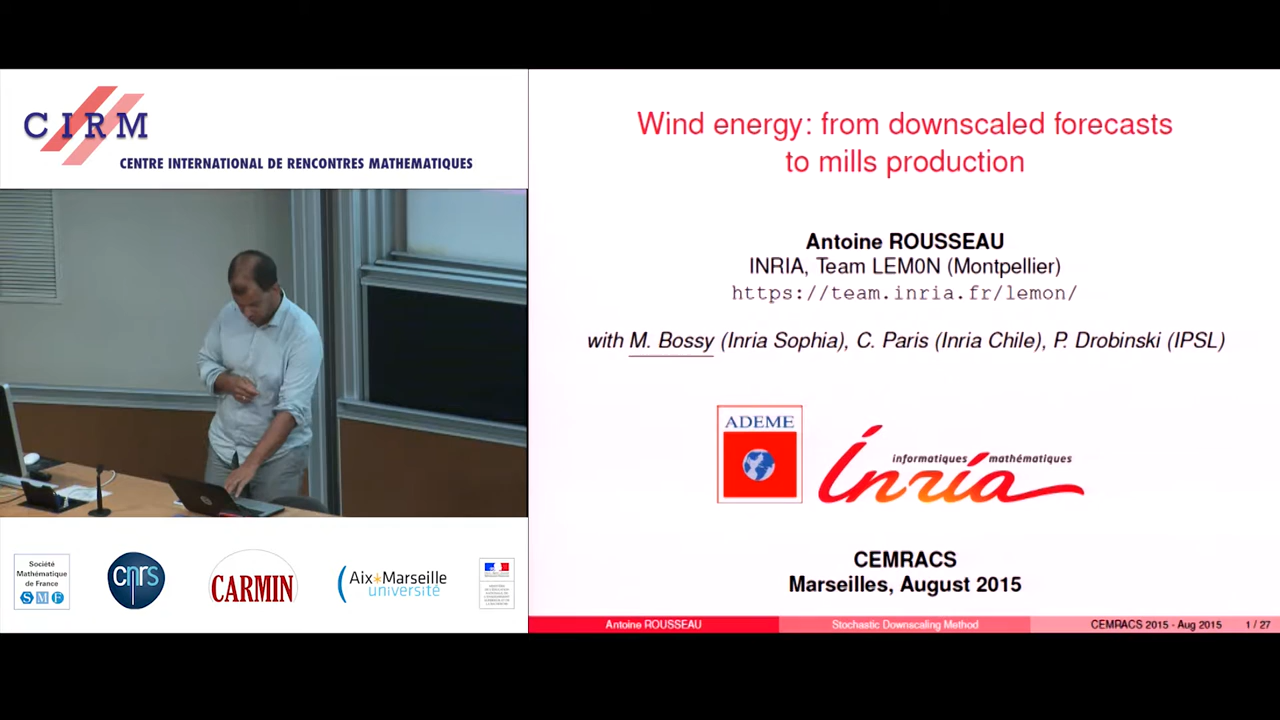 CIRM
CENTRE INTERNATIONAL DE RENCONTRES MATHEMATIQUES
Wind energy: from downscaled forecasts
to mills production
Antoine ROUSSEAU
INRIA, Team LEM0N (Montpellier)
https://team.inria.fr/lemon/
with M. Bossy (Inria Sophia), C. Paris (Inria Chile), P. Drobinski (IPSL)
ADEME
informatiques mathématiques
Inria
CEMRACS
Marseilles, August 2015
Antoine ROUSSEAU
Stochastic Downscaling Method
CEMRACS 2015 - Aug 2015
1 / 27
Société
Mathématique
de France
SMF
cnrs
CARMIN
Aix*Marseille
université